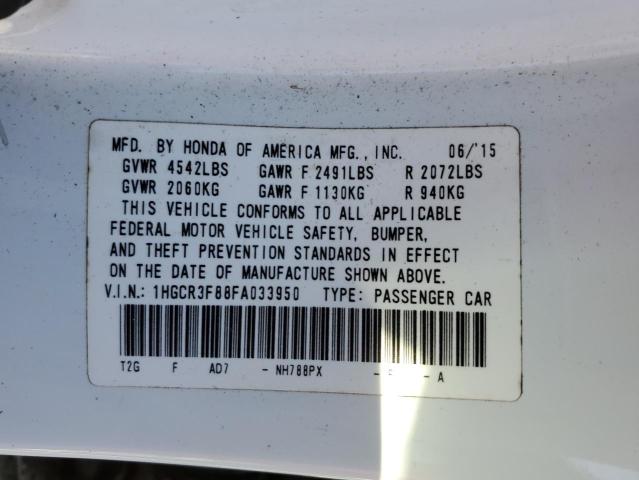 MFD. BY HONDA OF AMERICA MFG., INC. 06/'15
GVWR 4542LBS GAWR F 2491LBS R 2072LBS
GVWR 2060KG GAWR F 1130KG R 940KG
THIS VEHICLE CONFORMS TO ALL APPLICABLE
FEDERAL MOTOR VEHICLE SAFETY, BUMPER,
AND THEFT PREVENTION STANDARDS IN EFFECT
ON THE DATE OF MANUFACTURE SHOWN ABOVE.
V.I.N.: 1HGCR3F88FA033950 TYPE: PASSENGER CAR
T2G F AD7 - NH788PX - - A